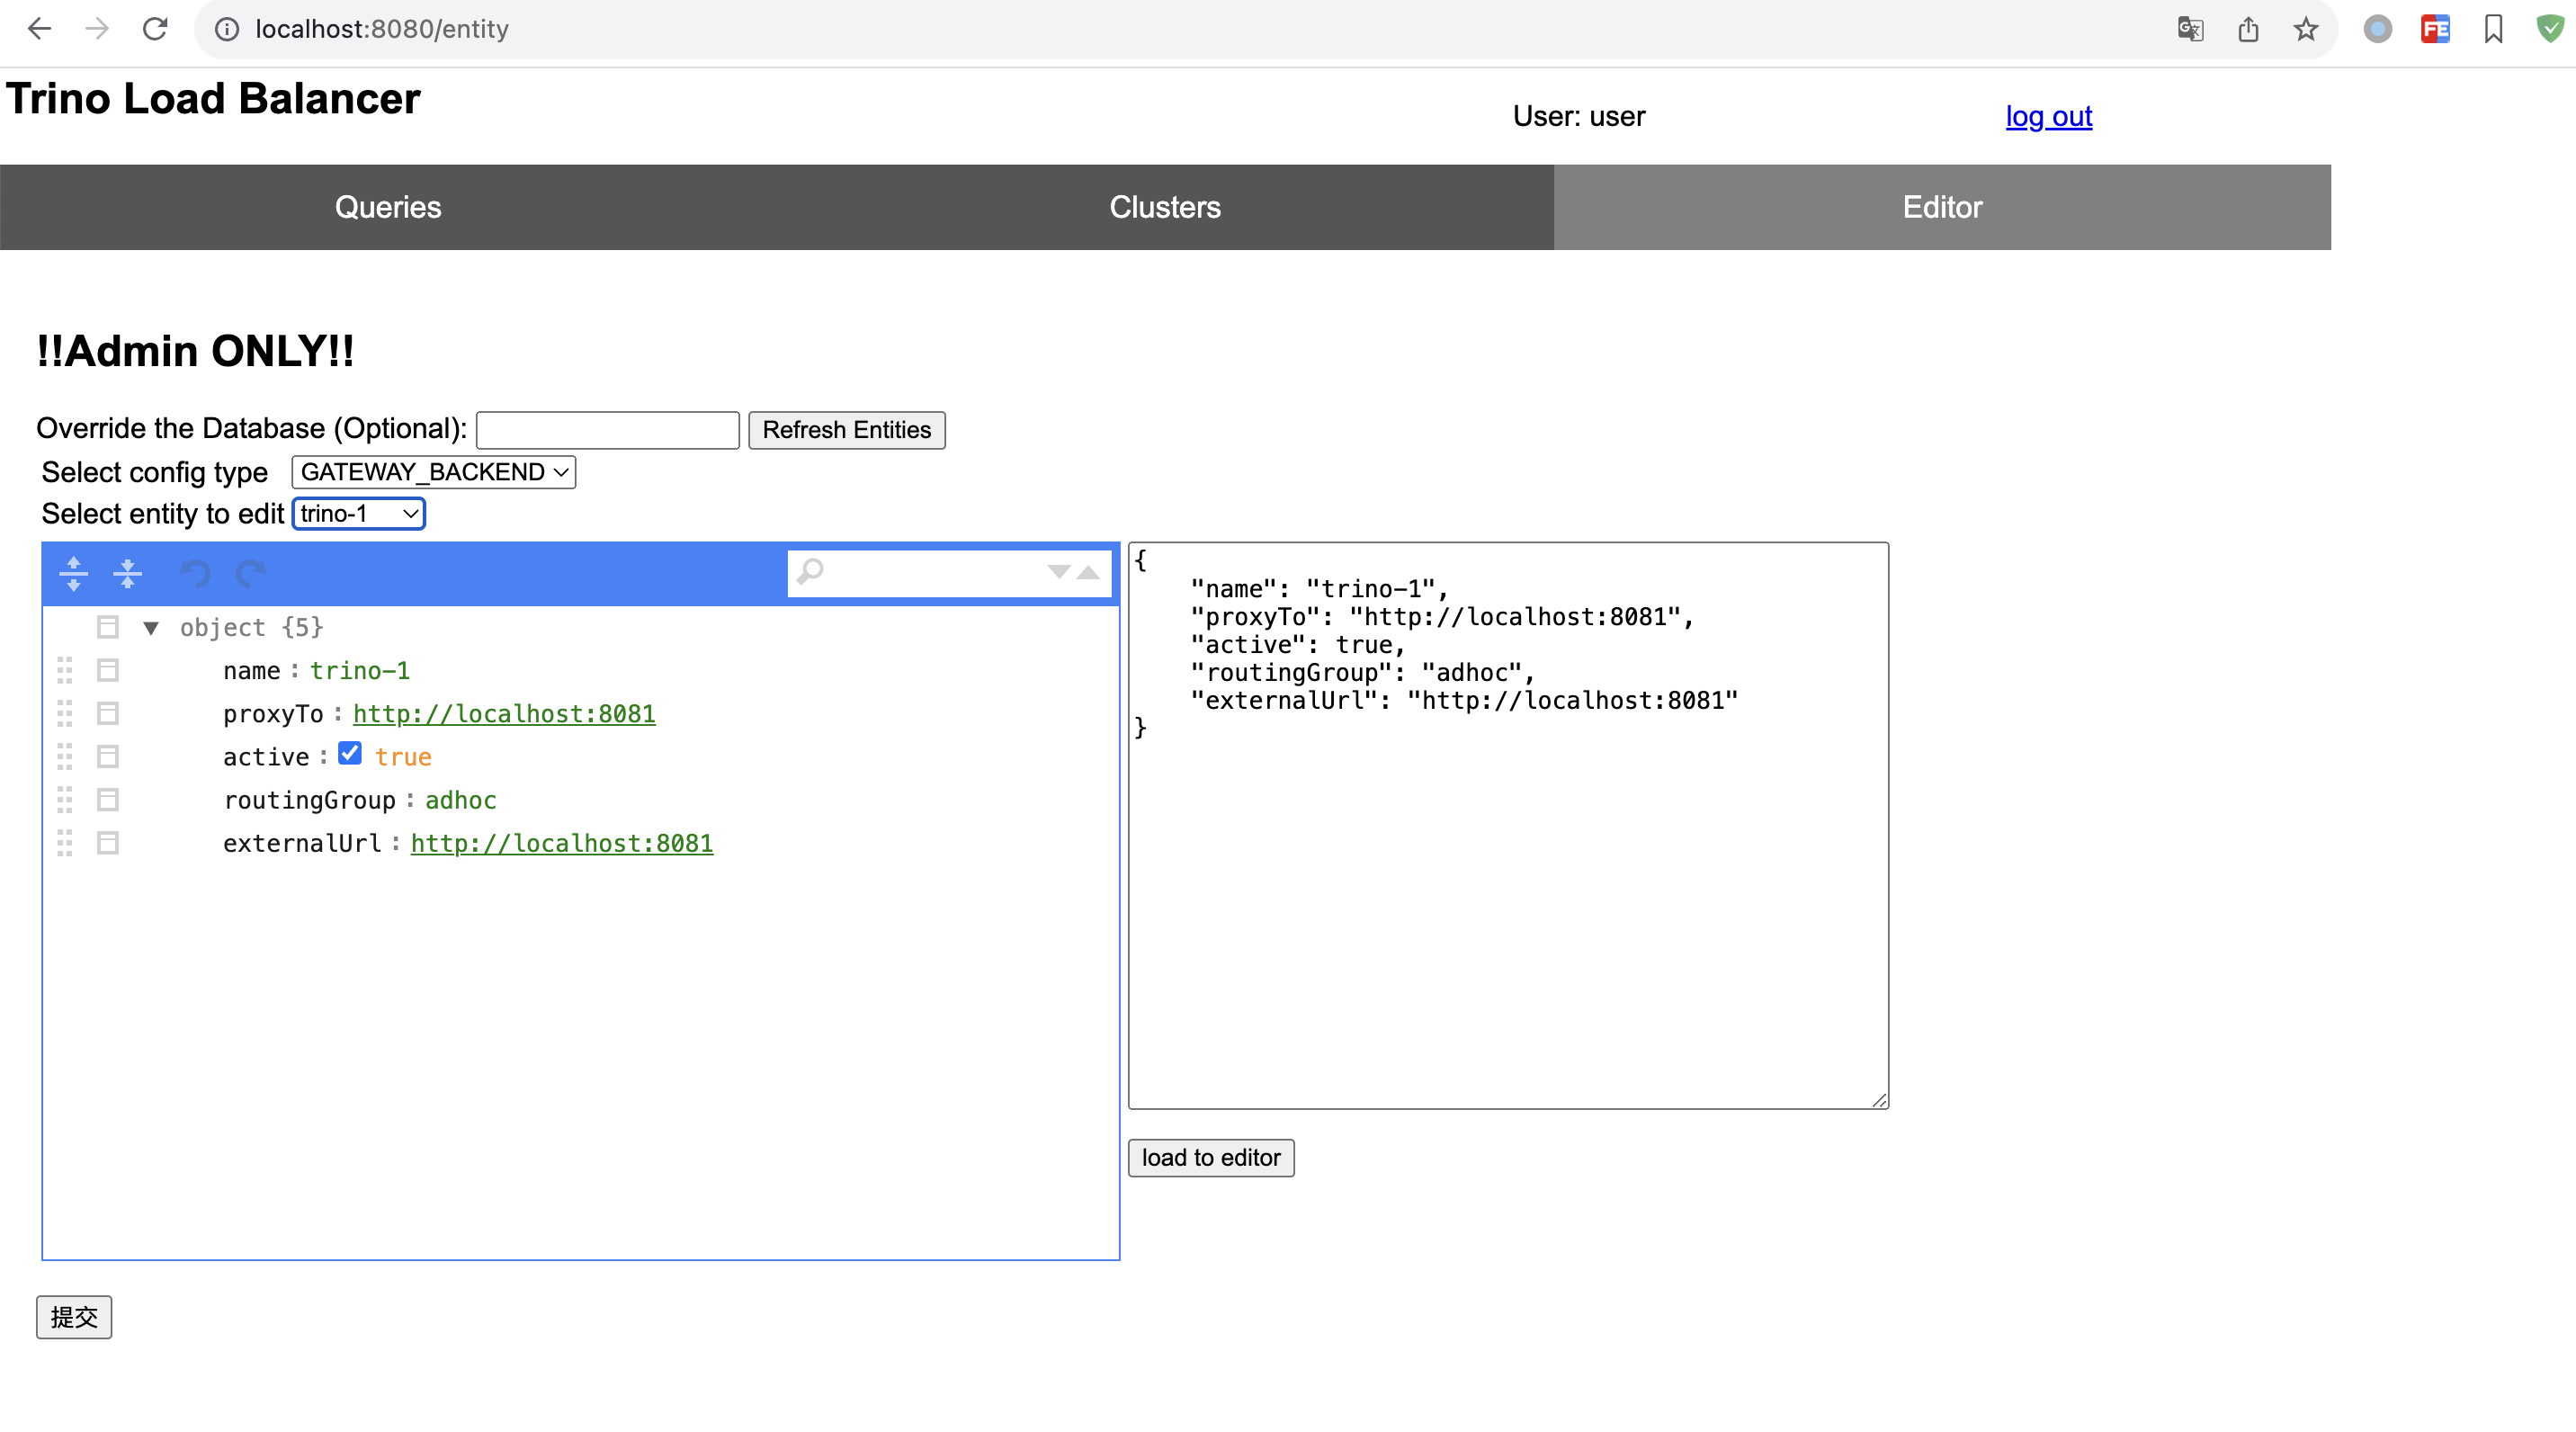 localhost:8080/entity
FE
Trino Load Balancer
User: user
log out
Queries
Clusters
Editor
!!Admin ONLY!!
Override the Database (Optional):
Refresh Entities
Select config type
GATEWAY_BACKEND
Select entity to edit
trino-1
object {5}
name : trino-1
proxyTo : http://localhost:8081
active : true
routingGroup : adhoc
externalUrl : http://localhost:8081
{
"name": "trino-1",
"proxyTo": "http://localhost:8081",
"active": true,
"routingGroup": "adhoc",
"externalUrl": "http://localhost:8081"
}
load to editor
提交